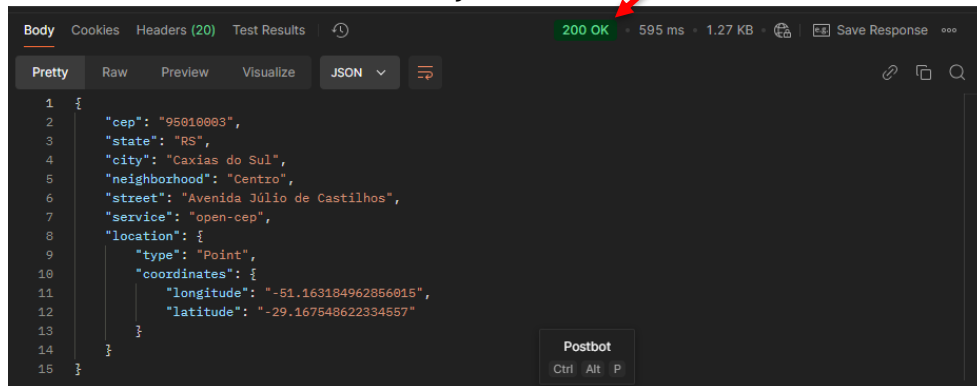 Body Cookies Headers (20) Test Results 200 OK 595 ms 1.27 KB e.g. Save Response
Pretty Raw Preview Visualize JSON
1 {
2 "cep": "95010003",
3 "state": "RS",
4 "city": "Caxias do Sul",
5 "neighborhood": "Centro",
6 "street": "Avenida Júlio de Castilhos",
7 "service": "open-cep",
8 "location": {
9 "type": "Point",
10 "coordinates": {
11 "longitude": "-51.163184962856015",
12 "latitude": "-29.167548622334557"
13 }
14 }
15 }
Postbot
Ctrl Alt P